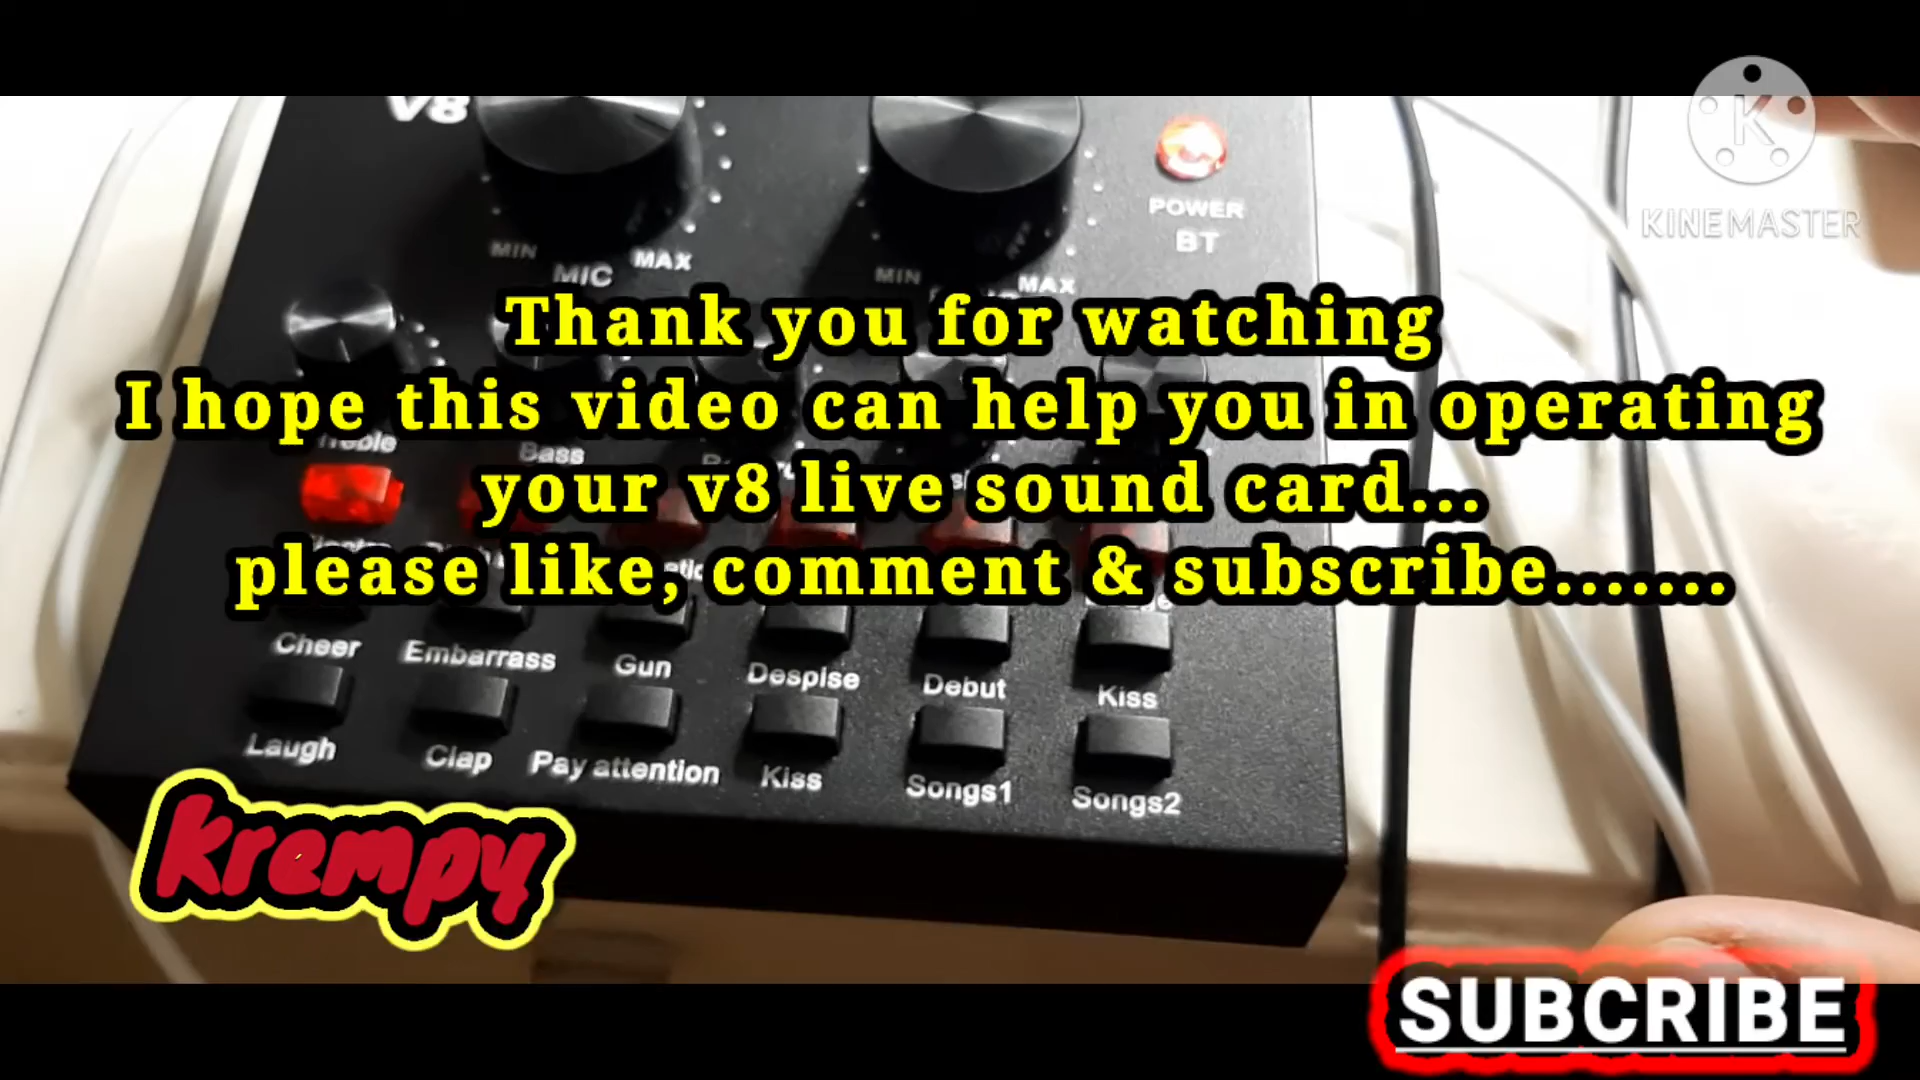 V8
KINEMASTER
POWER
BT
MIN MAX
MIC
MIN MAX
Thank you for watching
I hope this video can help you in operating
Treble
Bass
your v8 live sound card...
please like, comment & subscribe.......
Cheer Embarrass Gun Despise Debut Kiss
Laugh Clap Pay attention Kiss Songs1 Songs2
Krempy
SUBCRIBE